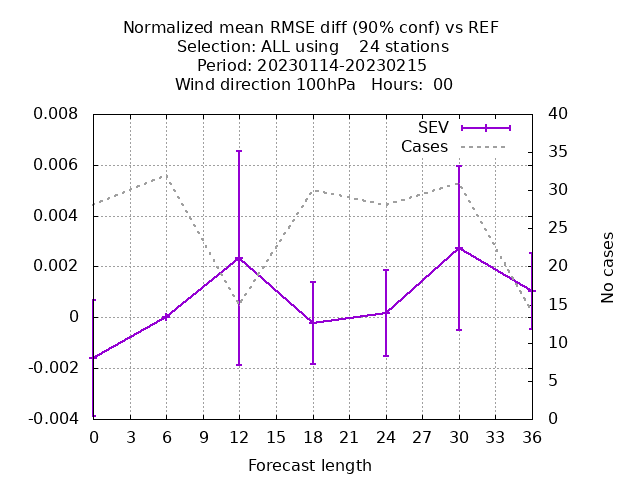 Normalized mean RMSE diff (90% conf) vs REF
Selection: ALL using    24 stations
Period: 20230114-20230215
Wind direction 100hPa   Hours:  00
0.008
0.006
0.004
0.002
0
-0.002
-0.004
40
35
30
25
20
15
10
5
0
SEV
Cases
No cases
0 3 6 9 12 15 18 21 24 27 30 33 36
Forecast length